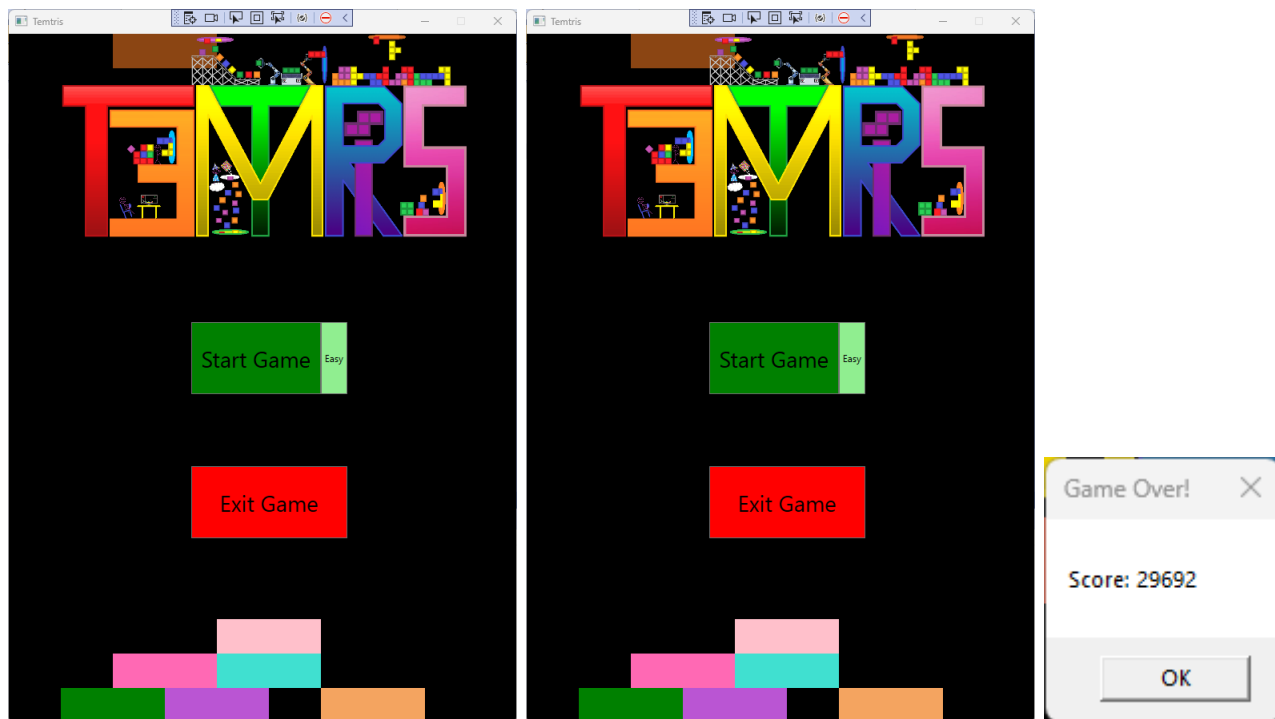 Temtris
TEMTRIS
Start Game
Easy
Exit Game
Temtris
TEMTRIS
Start Game
Easy
Exit Game
Game Over!
Score: 29692
OK